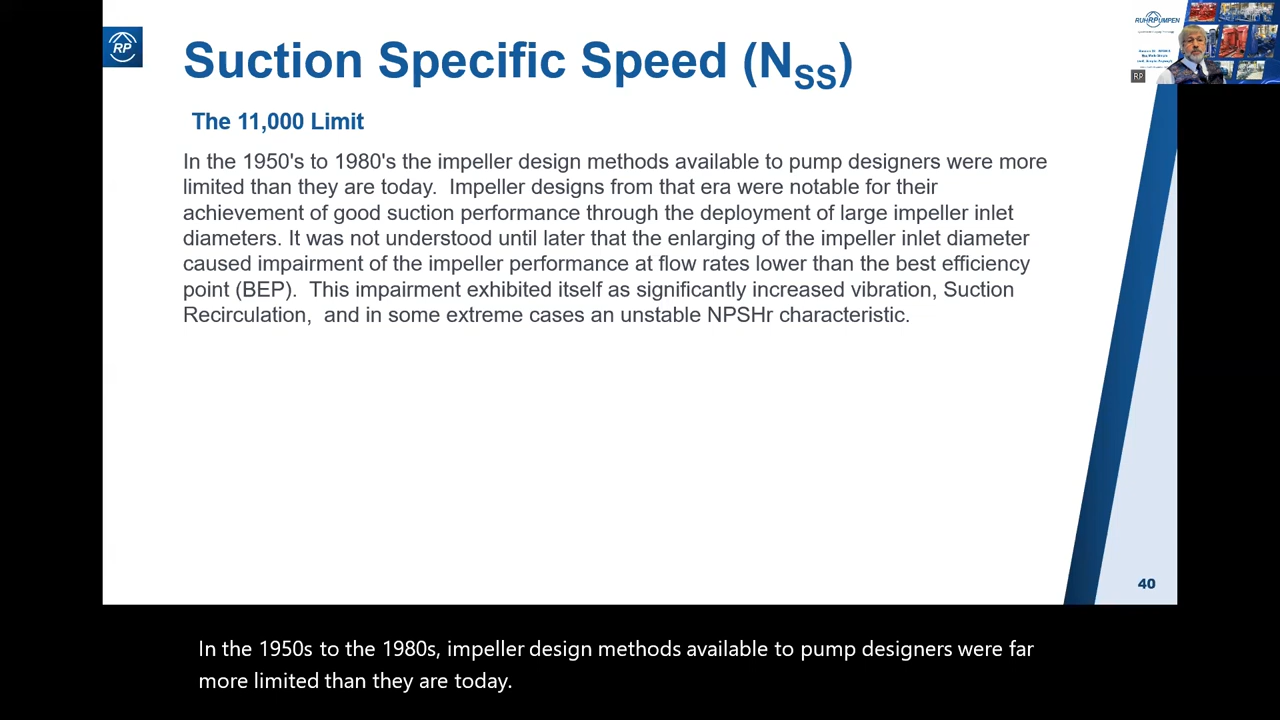 RP
Suction Specific Speed (NSS)
RUHRPUMPEN
RP
The 11,000 Limit
In the 1950's to 1980's the impeller design methods available to pump designers were more
limited than they are today.  Impeller designs from that era were notable for their
achievement of good suction performance through the deployment of large impeller inlet
diameters. It was not understood until later that the enlarging of the impeller inlet diameter
caused impairment of the impeller performance at flow rates lower than the best efficiency
point (BEP).  This impairment exhibited itself as significantly increased vibration, Suction
Recirculation,  and in some extreme cases an unstable NPSHr characteristic.
40
In the 1950s to the 1980s, impeller design methods available to pump designers were far
more limited than they are today.